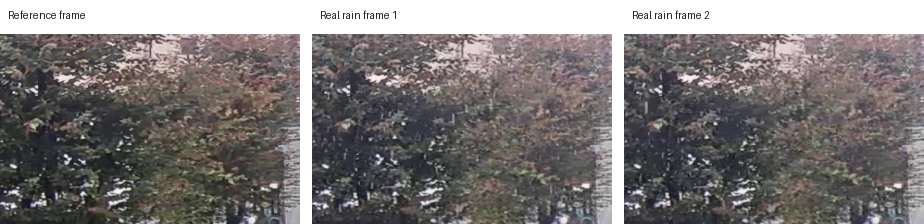 Reference frame
Real rain frame 1
Real rain frame 2